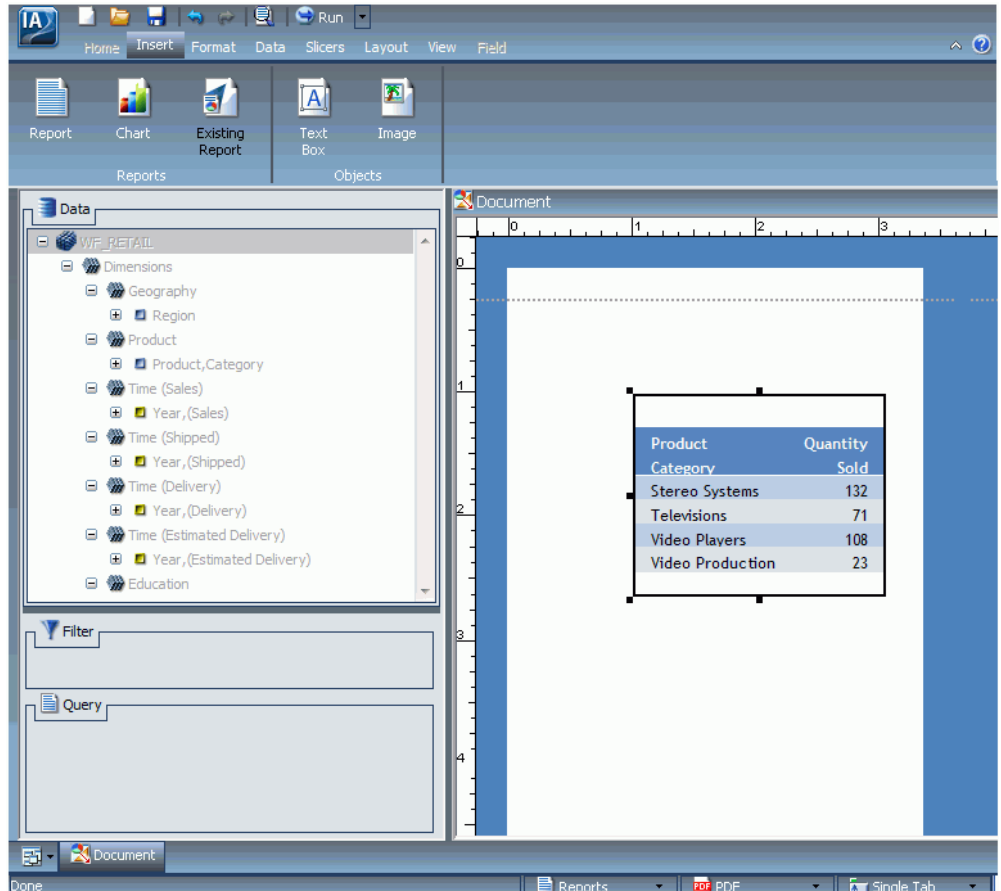 IA
Run
Home Insert Format Data Slicers Layout View Field
Report Chart Existing Report Text Box Image
Reports Objects
Data
WF_RETAIL
Dimensions
Geography
Region
Product
Product,Category
Time (Sales)
Year,(Sales)
Time (Shipped)
Year,(Shipped)
Time (Delivery)
Year,(Delivery)
Time (Estimated Delivery)
Year,(Estimated Delivery)
Education
Filter
Query
Document
0 1 2 3
0
1
2
3
4
Product Category Quantity Sold
Stereo Systems 132
Televisions 71
Video Players 108
Video Production 23
Document
Done Reports PDF PDF Single Tab